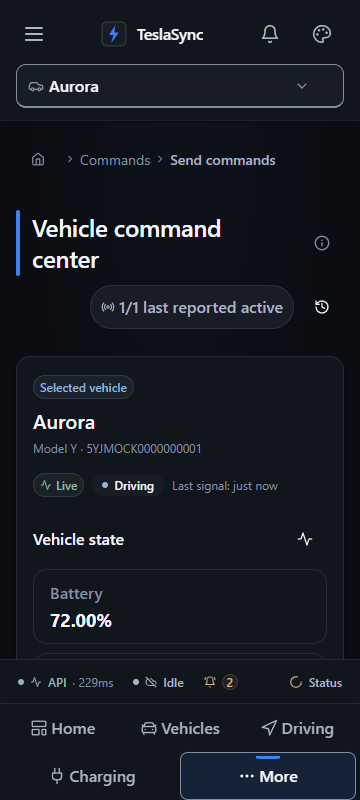 TeslaSync
Aurora
Commands
Send commands
Vehicle command
center
1/1 last reported active
Selected vehicle
Aurora
Model Y · 5YJMOCK0000000001
Live
Driving
Last signal: just now
Vehicle state
Battery
72.00%
API · 229ms
Idle
2
Status
Home
Vehicles
Driving
Charging
More